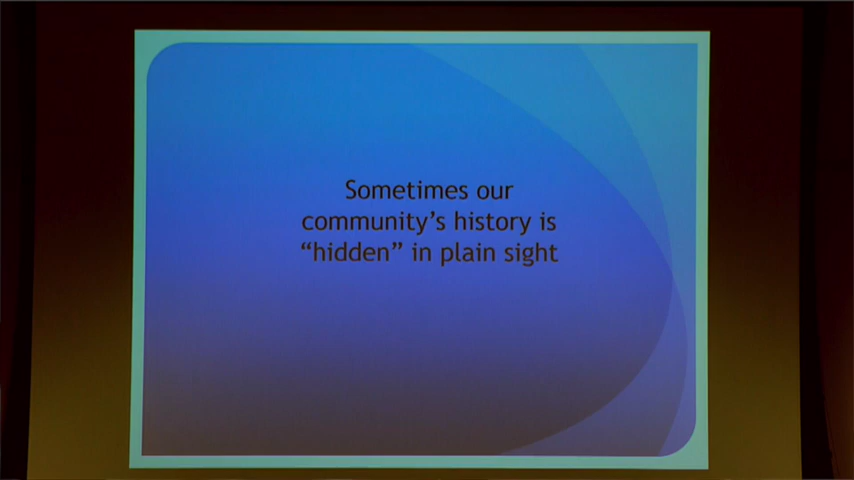 Sometimes our
community’s history is
“hidden” in plain sight